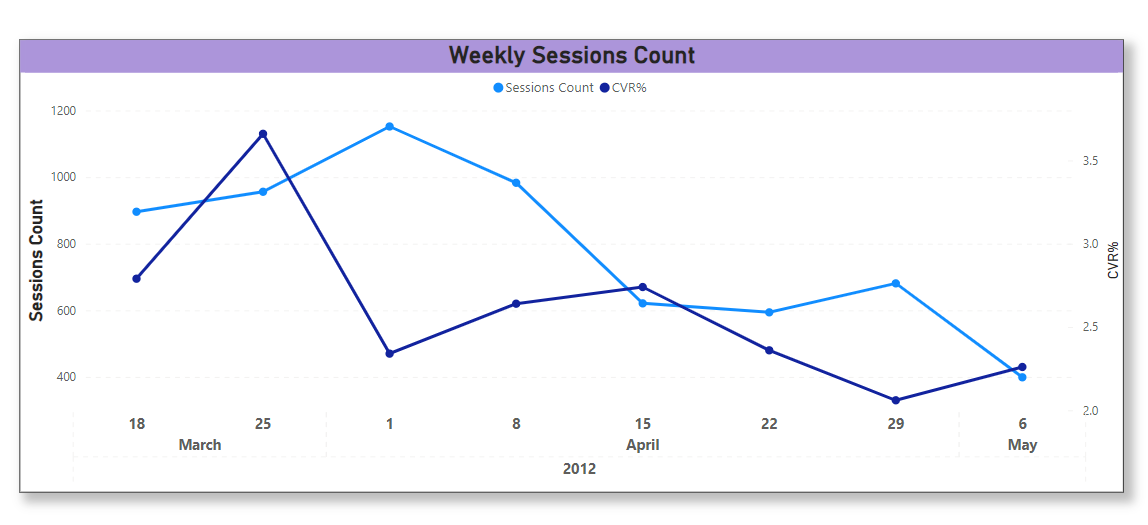 Weekly Sessions Count
Sessions Count CVR%
1200
1000
800
600
400
Sessions Count
3.5
3.0
2.5
2.0
CVR%
18 25 1 8 15 22 29 6
March April May
2012